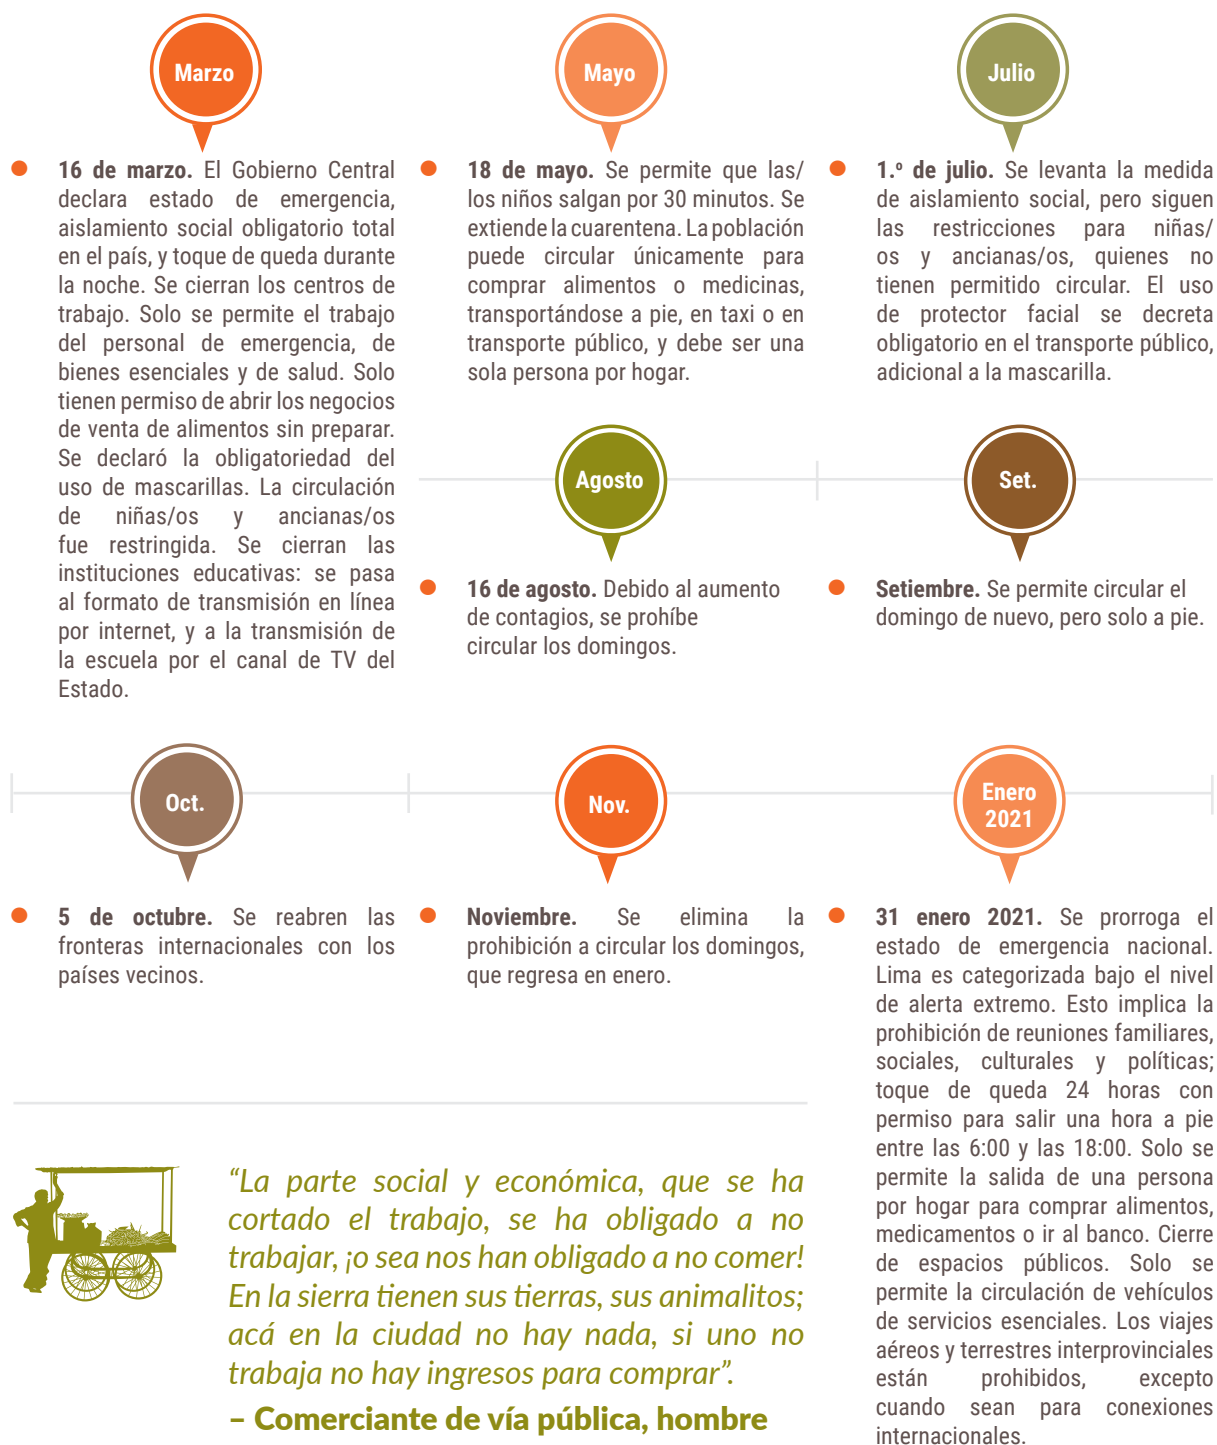 Marzo
16 de marzo. El Gobierno Central
declara estado de emergencia,
aislamiento social obligatorio total
en el país, y toque de queda durante
la noche. Se cierran los centros de
trabajo. Solo se permite el trabajo
del personal de emergencia, de
bienes esenciales y de salud. Solo
tienen permiso de abrir los negocios
de venta de alimentos sin preparar.
Se declaró la obligatoriedad del
uso de mascarillas. La circulación
de niñas/os y ancianas/os
fue restringida. Se cierran las
instituciones educativas: se pasa
al formato de transmisión en línea
por internet, y a la transmisión de
la escuela por el canal de TV del
Estado.
Mayo
18 de mayo. Se permite que las/
los niños salgan por 30 minutos. Se
extiende la cuarentena. La población
puede circular únicamente para
comprar alimentos o medicinas,
transportándose a pie, en taxi o en
transporte público, y debe ser una
sola persona por hogar.
Julio
1.º de julio. Se levanta la medida
de aislamiento social, pero siguen
las restricciones para niñas/
os y ancianas/os, quienes no
tienen permitido circular. El uso
de protector facial se decreta
obligatorio en el transporte público,
adicional a la mascarilla.
Agosto
16 de agosto. Debido al aumento
de contagios, se prohíbe
circular los domingos.
Set.
Setiembre. Se permite circular el
domingo de nuevo, pero solo a pie.
Oct.
5 de octubre. Se reabren las
fronteras internacionales con los
países vecinos.
Nov.
Noviembre. Se elimina la
prohibición a circular los domingos,
que regresa en enero.
Enero
2021
31 enero 2021. Se prorroga el
estado de emergencia nacional.
Lima es categorizada bajo el nivel
de alerta extremo. Esto implica la
prohibición de reuniones familiares,
sociales, culturales y políticas;
toque de queda 24 horas con
permiso para salir una hora a pie
entre las 6:00 y las 18:00. Solo se
permite la salida de una persona
por hogar para comprar alimentos,
medicamentos o ir al banco. Cierre
de espacios públicos. Solo se
permite la circulación de vehículos
de servicios esenciales. Los viajes
aéreos y terrestres interprovinciales
están prohibidos, excepto
cuando sean para conexiones
internacionales.
“La parte social y económica, que se ha
cortado el trabajo, se ha obligado a no
trabajar, ¡o sea nos han obligado a no comer!
En la sierra tienen sus tierras, sus animalitos;
acá en la ciudad no hay nada, si uno no
trabaja no hay ingresos para comprar”.
– Comerciante de vía pública, hombre